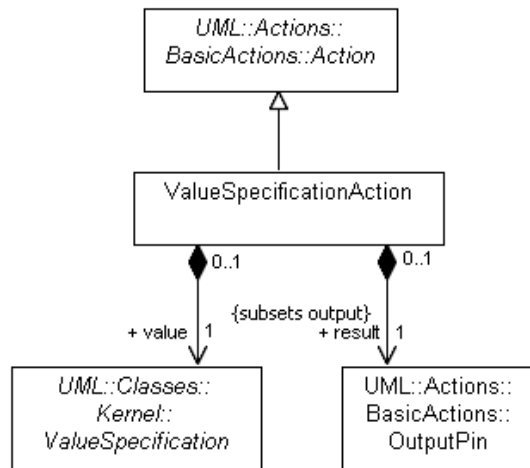 UML::Actions::
BasicActions::Action
ValueSpecificationAction
0..1
0..1
{subsets output}
+ value
1
+ result
1
UML::Classes::
Kernel::
ValueSpecification
UML::Actions::
BasicActions::
OutputPin